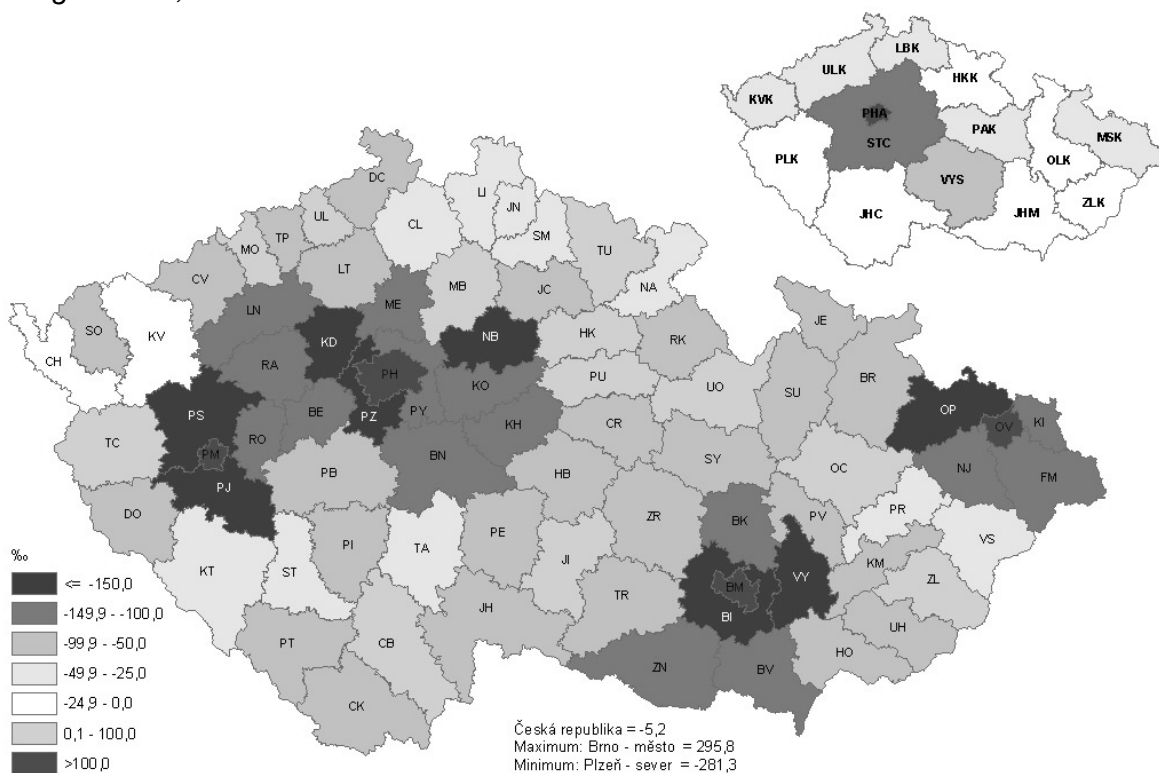 LBK
ULK
HKK
KVK
PHA
PAK
STC
MSK
PLK
OLK
VYS
ZLK
JHC
JHM
DC
LI
UL
JN
CL
SM
TP
MO
TU
LT
CV
MB
JC
NA
LN
ME
SO
KV
JE
KD
NB
HK
RK
CH
RA
PH
BR
KO
PU
UO
SU
PS
BE
PZ
PY
OP
KI
OV
TC
RO
KH
CR
PM
BN
SY
PB
OC
NJ
FM
PJ
HB
DO
BK
PV
PR
ZR
PE
TA
PI
VS
KT
ST
JI
KM
VY
BM
ZL
TR
BI
JH
UH
PT
CB
HO
ZN
BV
CK
‰
<= -150,0
-149,9 - -100,0
-99,9 - -50,0
-49,9 - -25,0
-24,9 - 0,0
0,1 - 100,0
>100,0
Česká republika = -5,2
Maximum: Brno - město = 295,8
Minimum: Plzeň - sever = -281,3